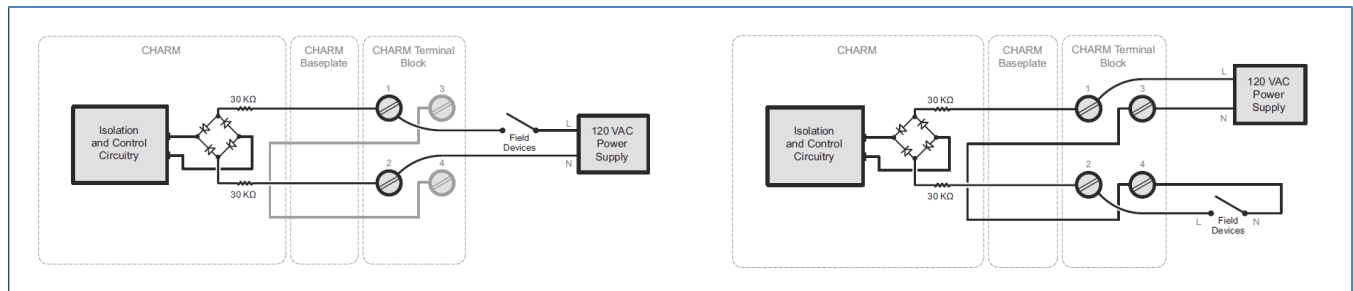 CHARM
CHARM
Baseplate
CHARM Terminal
Block
30 KΩ
1
3
Isolation
and Control
Circuitry
L
Field
Devices
120 VAC
Power
Supply
N
2
4
30 KΩ
CHARM
CHARM
Baseplate
CHARM Terminal
Block
L
120 VAC
Power
Supply
30 KΩ
1
3
N
Isolation
and Control
Circuitry
2
4
30 KΩ
L
Field
Devices
N